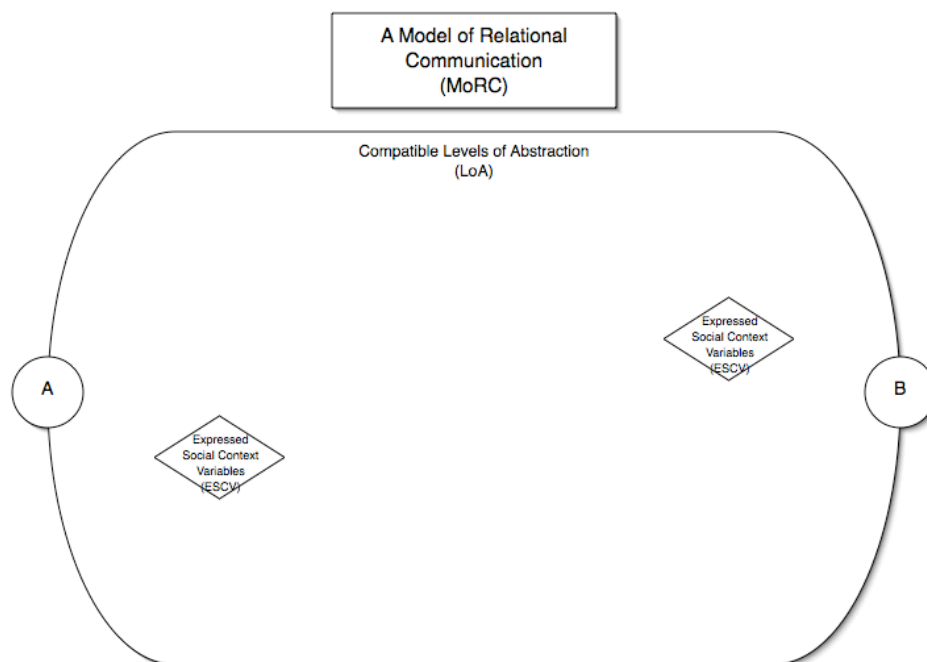 A Model of Relational
Communication
(MoRC)
Compatible Levels of Abstraction
(LoA)
Expressed
Social Context
Variables
(ESCV)
A
B
Expressed
Social Context
Variables
(ESCV)